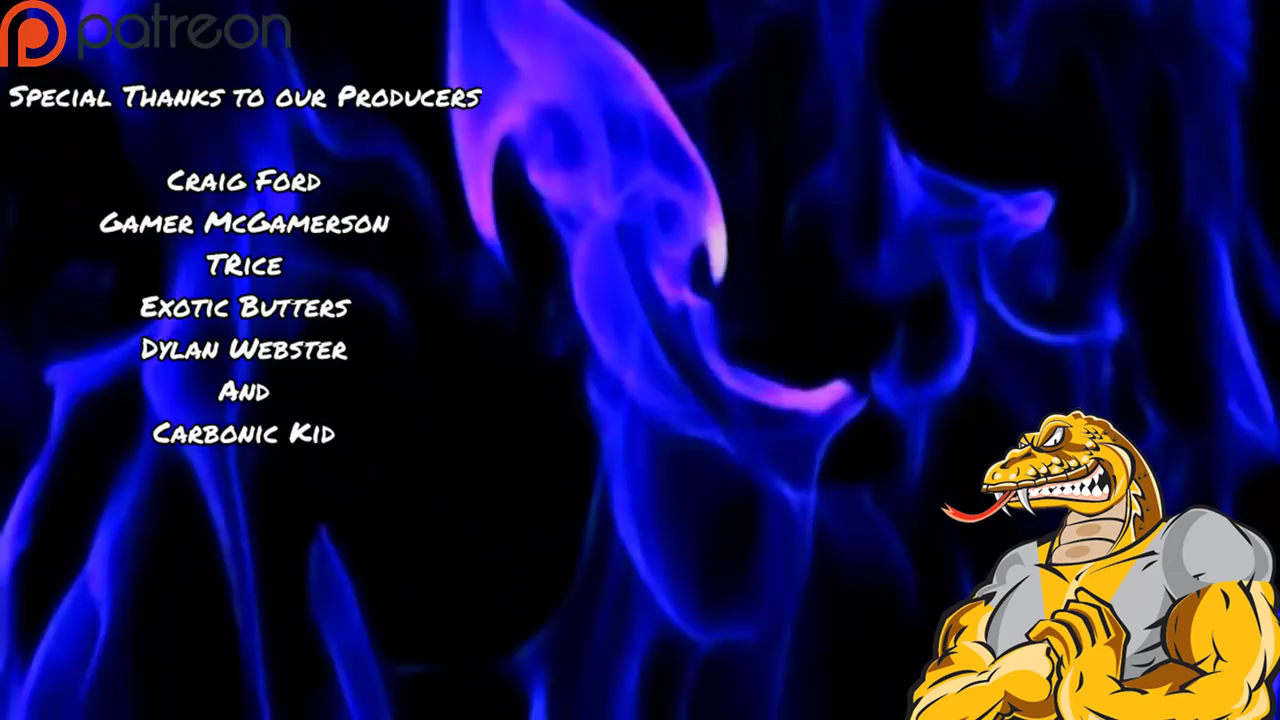 patreon
Special Thanks to our Producers
Craig Ford
Gamer McGamerson
TRice
Exotic Butters
Dylan Webster
And
Carbonic Kid